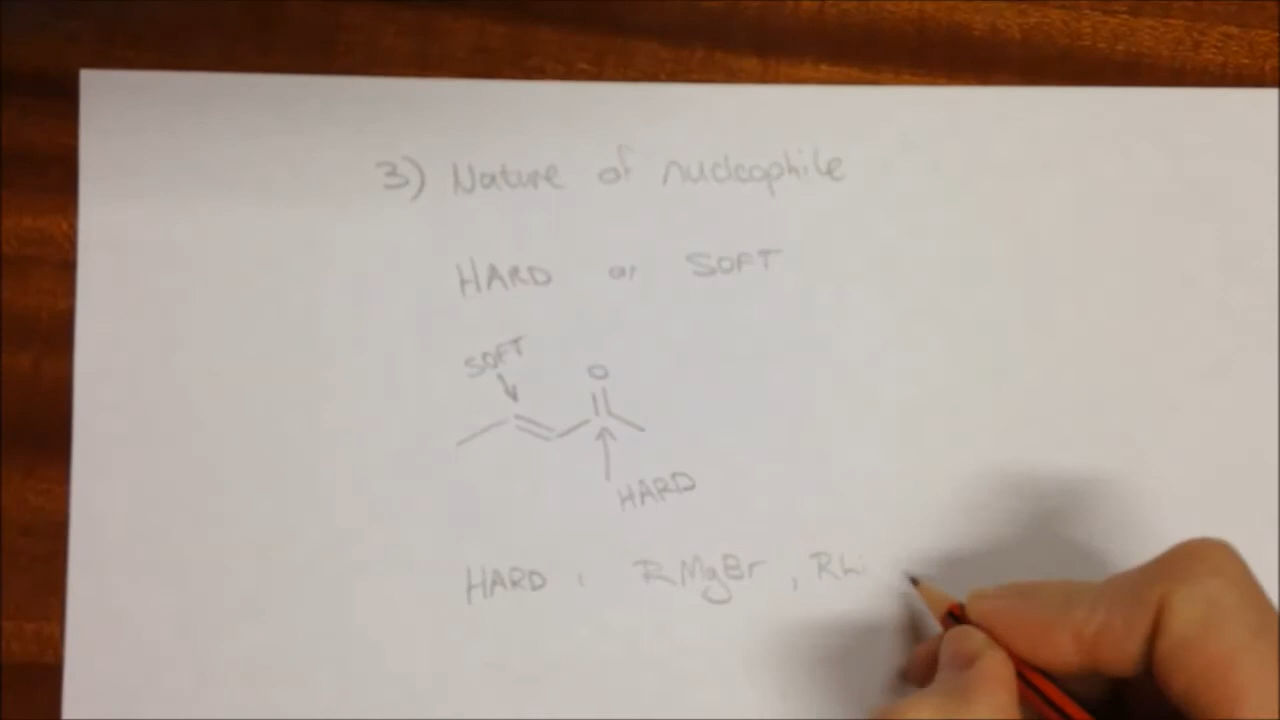 3) Nature of nucleophile
HARD or SOFT
SOFT
O
HARD
HARD : RMgBr , RLi